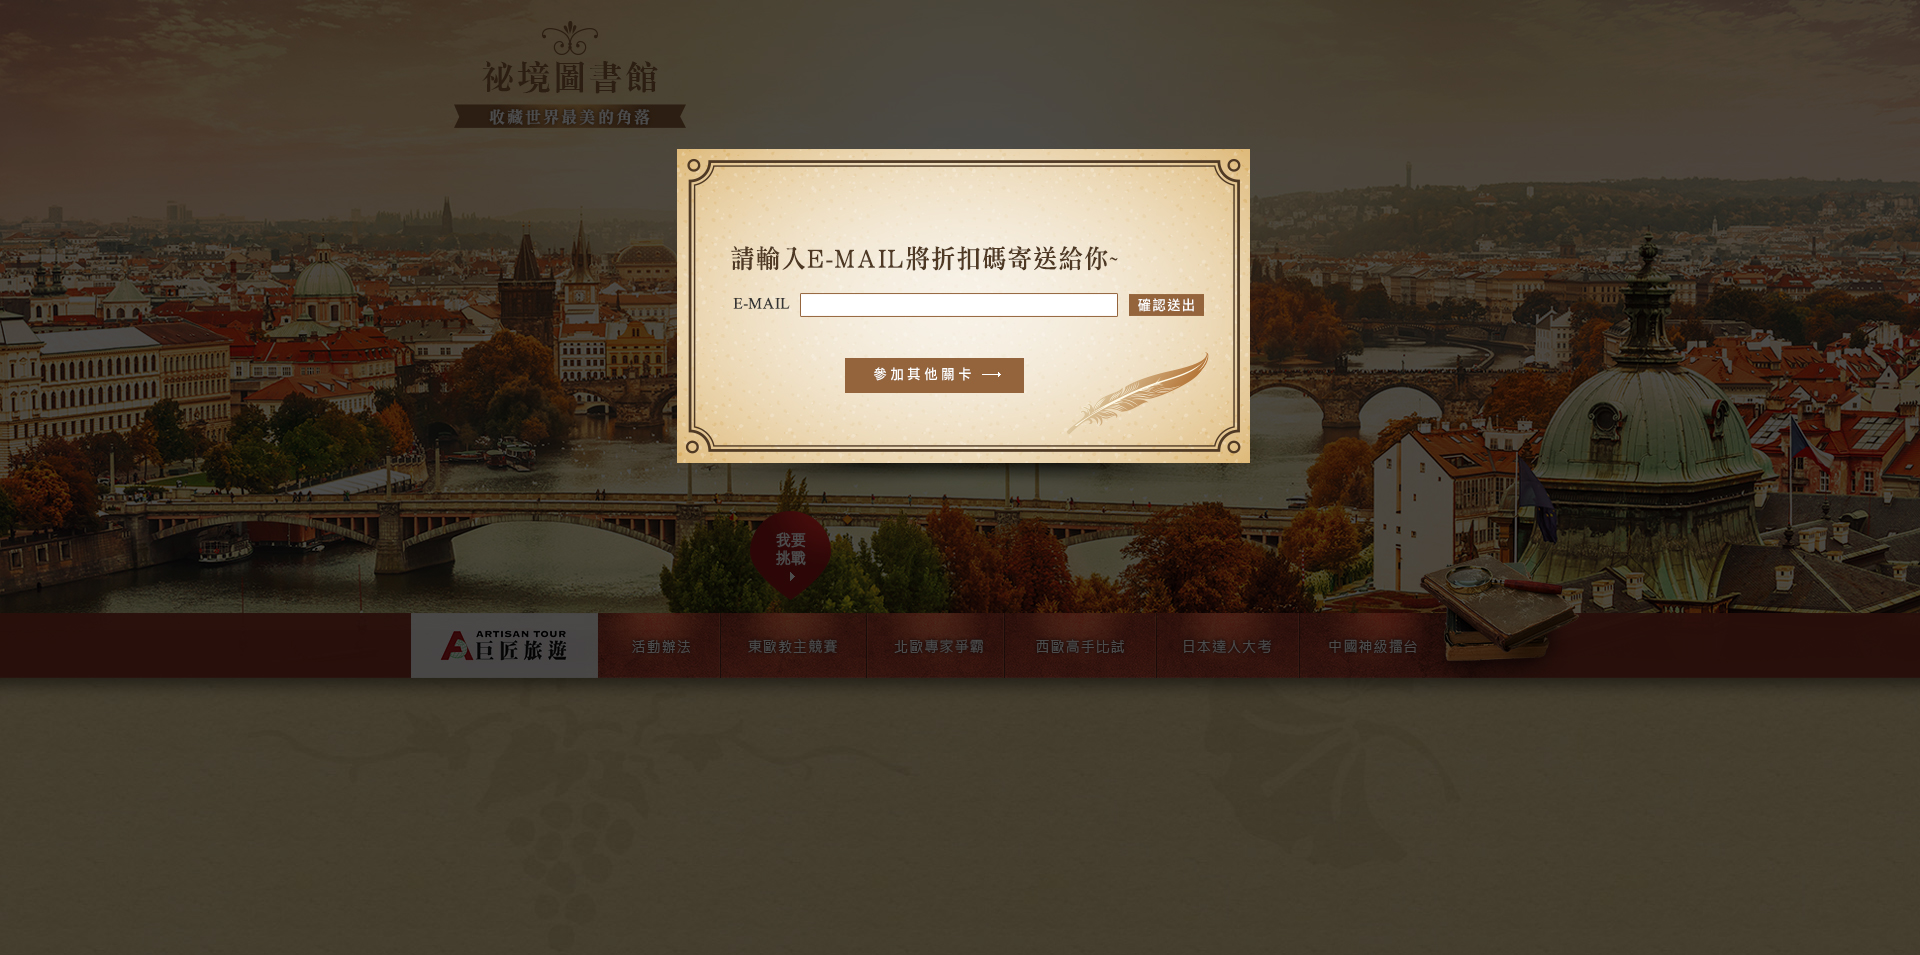 祕境圖書館
收藏世界最美的角落
請輸入E-MAIL將折扣碼寄送給你~
E-MAIL
確認送出
參加其他關卡
我要
挑戰
ARTISAN TOUR
巨匠旅遊
活動辦法
東歐教主競賽
北歐專家爭霸
西歐高手比試
日本達人大考
中國神級擂台